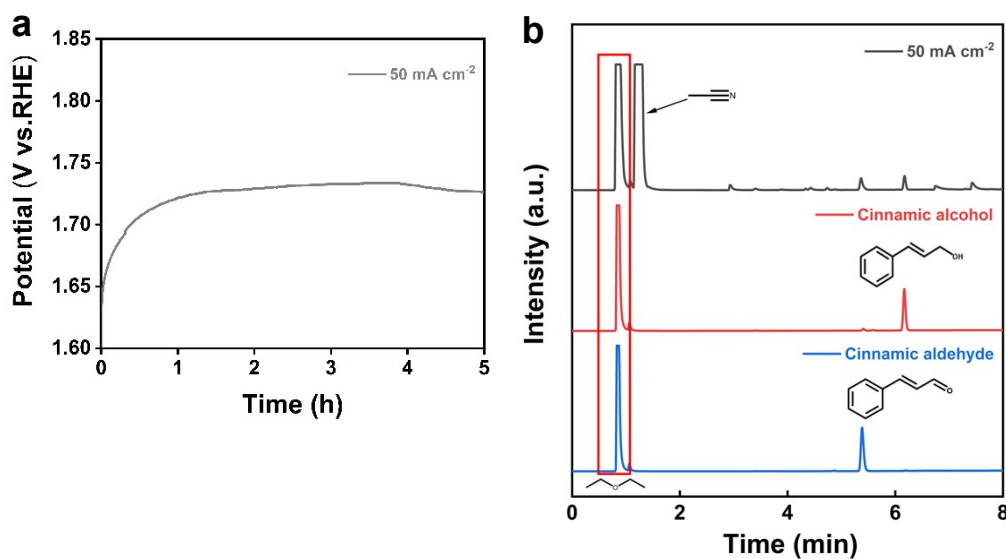 a
1.85
1.80
1.75
1.70
1.65
1.60
Potential (V vs.RHE)
50 mA cm⁻²
0 1 2 3 4 5
Time (h)
b
50 mA cm⁻²
N
Cinnamic alcohol
OH
Cinnamic aldehyde
O
O
Intensity (a.u.)
0 2 4 6 8
Time (min)